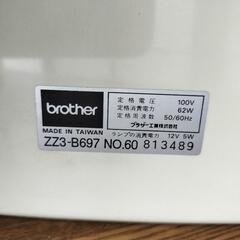 brother
定格電圧 100V
定格消費電力 62W
定格周波数 50/60Hz
ブラザー工業株式会社
MADE IN TAIWAN ランプの消費電力 12V 5W
ZZ3-B697 NO.60 813489